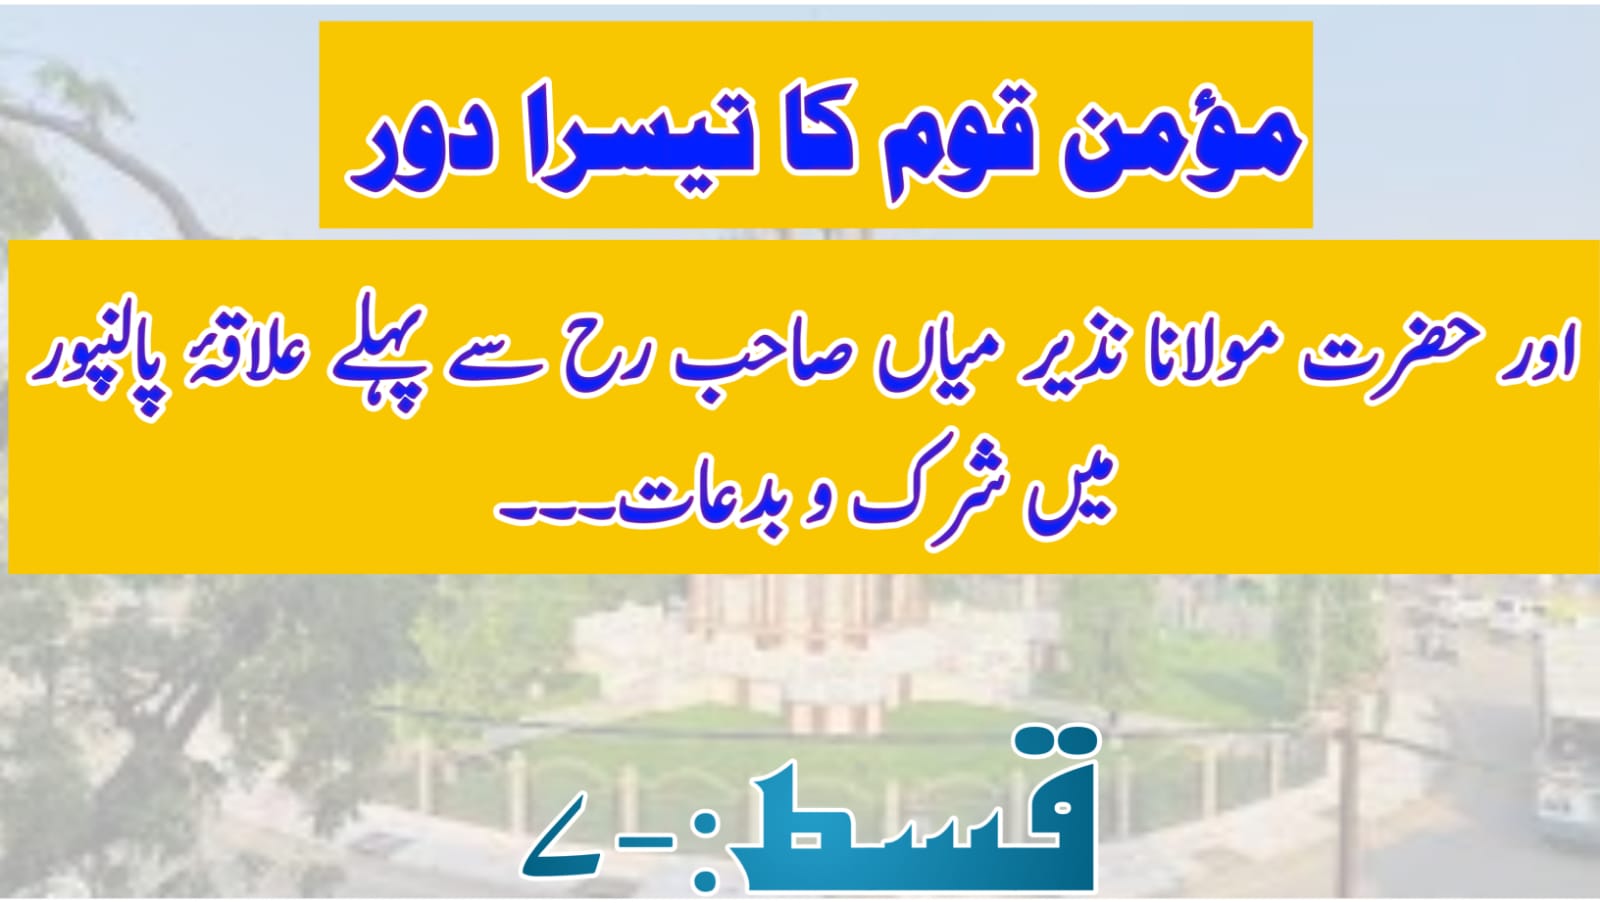 مؤمن قوم کا تیسرا دور
اور حضرت مولانا نذیر میاں صاحب رح سے پہلے علاقۂ پالنپور
میں شرک و بدعات۔۔۔
قسط:-۷